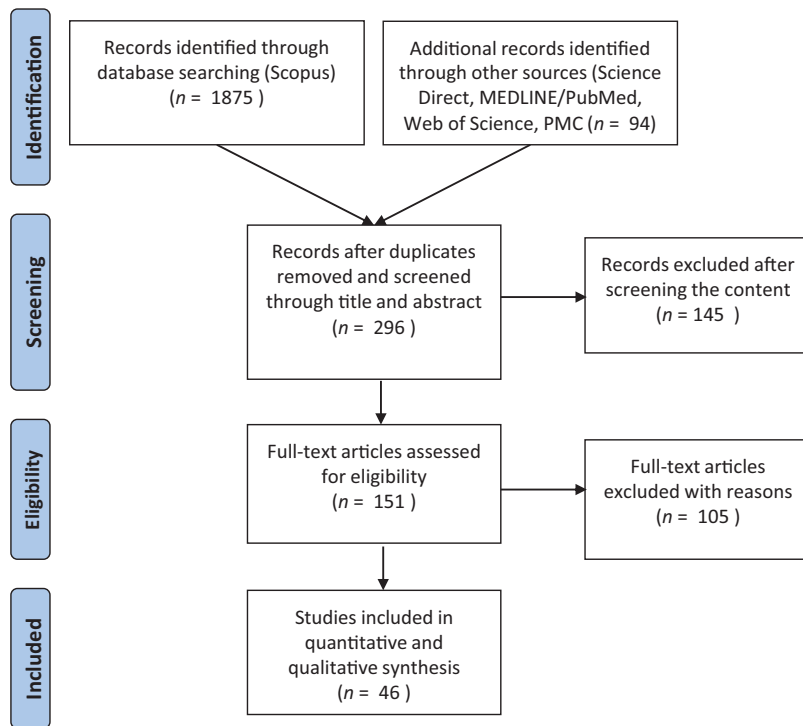 Identification
Records identified through
database searching (Scopus)
(n = 1875 )
Additional records identified
through other sources (Science
Direct, MEDLINE/PubMed,
Web of Science, PMC (n = 94)
Screening
Records after duplicates
removed and screened
through title and abstract
(n = 296 )
Records excluded after
screening the content
(n = 145 )
Eligibility
Full-text articles assessed
for eligibility
(n = 151 )
Full-text articles
excluded with reasons
(n = 105 )
Included
Studies included in
quantitative and
qualitative synthesis
(n = 46 )